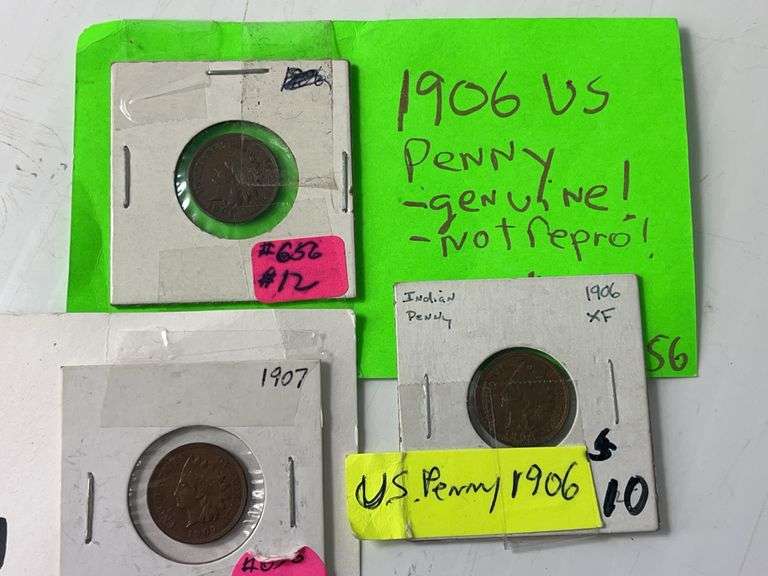 1906 US
Penny
-genuine!
-Not Repro!
56
#656
#12
Indian
Penny
1906
XF
U.S. Penny 1906
$
10
1907